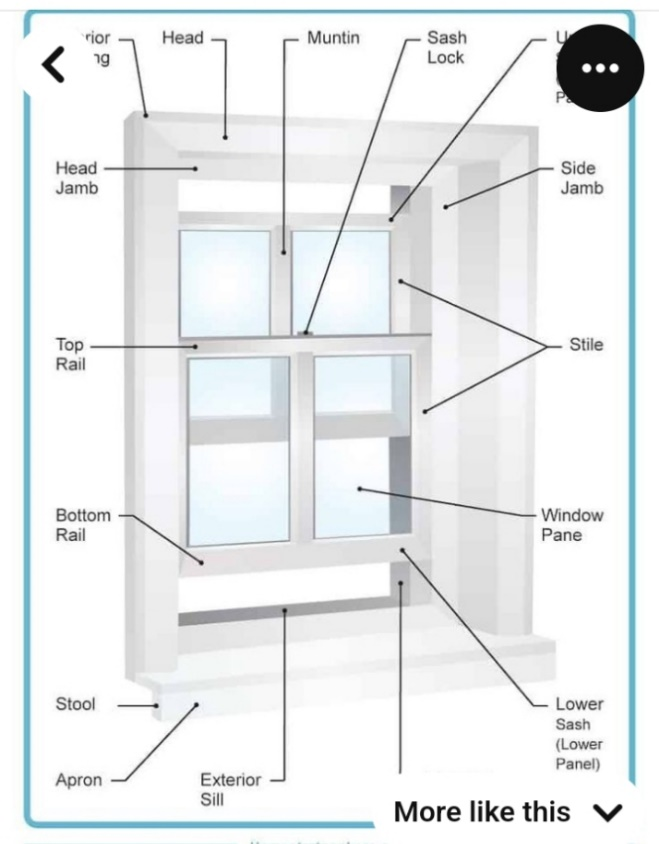 Head
Muntin
Sash
Lock
Head
Jamb
Side
Jamb
Top
Rail
Stile
Bottom
Rail
Window
Pane
Stool
Lower
Sash
(Lower
Panel)
Apron
Exterior
Sill
More like this